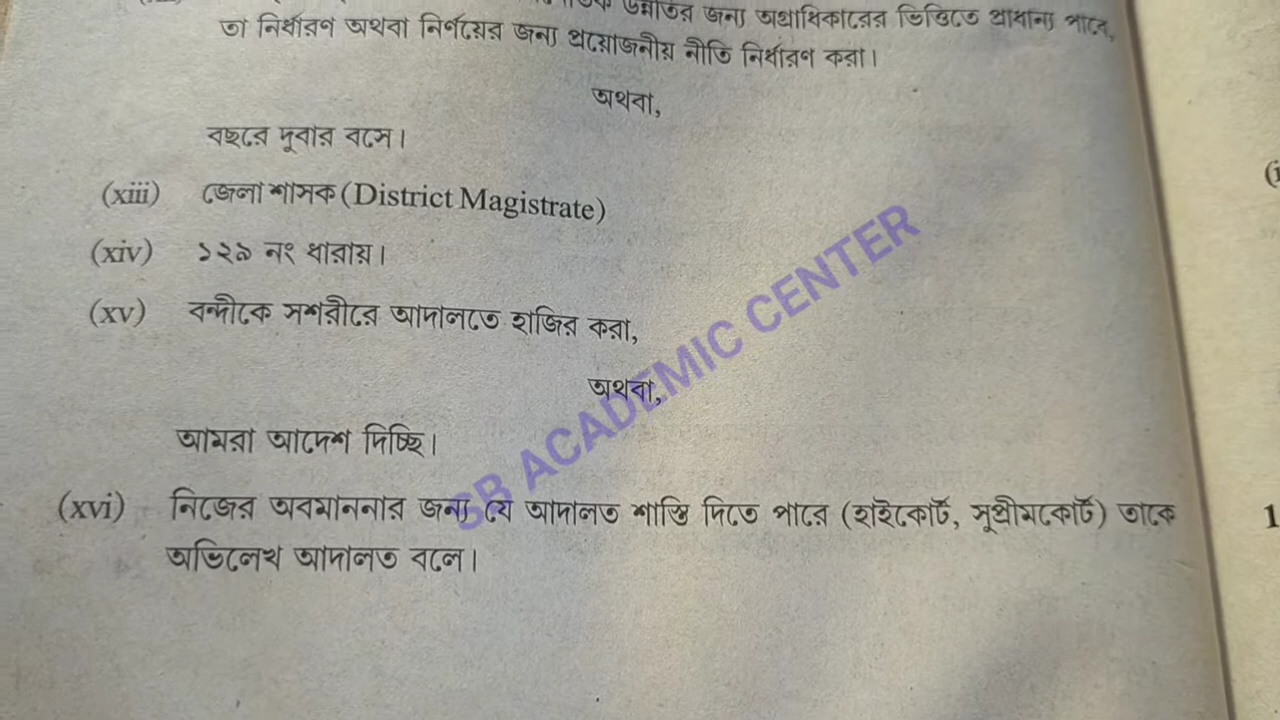 উন্নতির জন্য অগ্রাধিকারের ভিত্তিতে প্রাধান্য পাবে,
তা নির্ধারণ অথবা নির্ণয়ের জন্য প্রয়োজনীয় নীতি নির্ধারণ করা।
অথবা,
বছরে দুবার বসে।
(xiii) জেলা শাসক (District Magistrate)
(xiv) ১২৯ নং ধারায়।
(xv) বন্দীকে সশরীরে আদালতে হাজির করা,
অথবা,
আমরা আদেশ দিচ্ছি।
(xvi) নিজের অবমাননার জন্য যে আদালত শাস্তি দিতে পারে (হাইকোর্ট, সুপ্রীমকোর্ট) তাকে
অভিলেখ আদালত বলে।
SB ACADEMIC CENTER
1